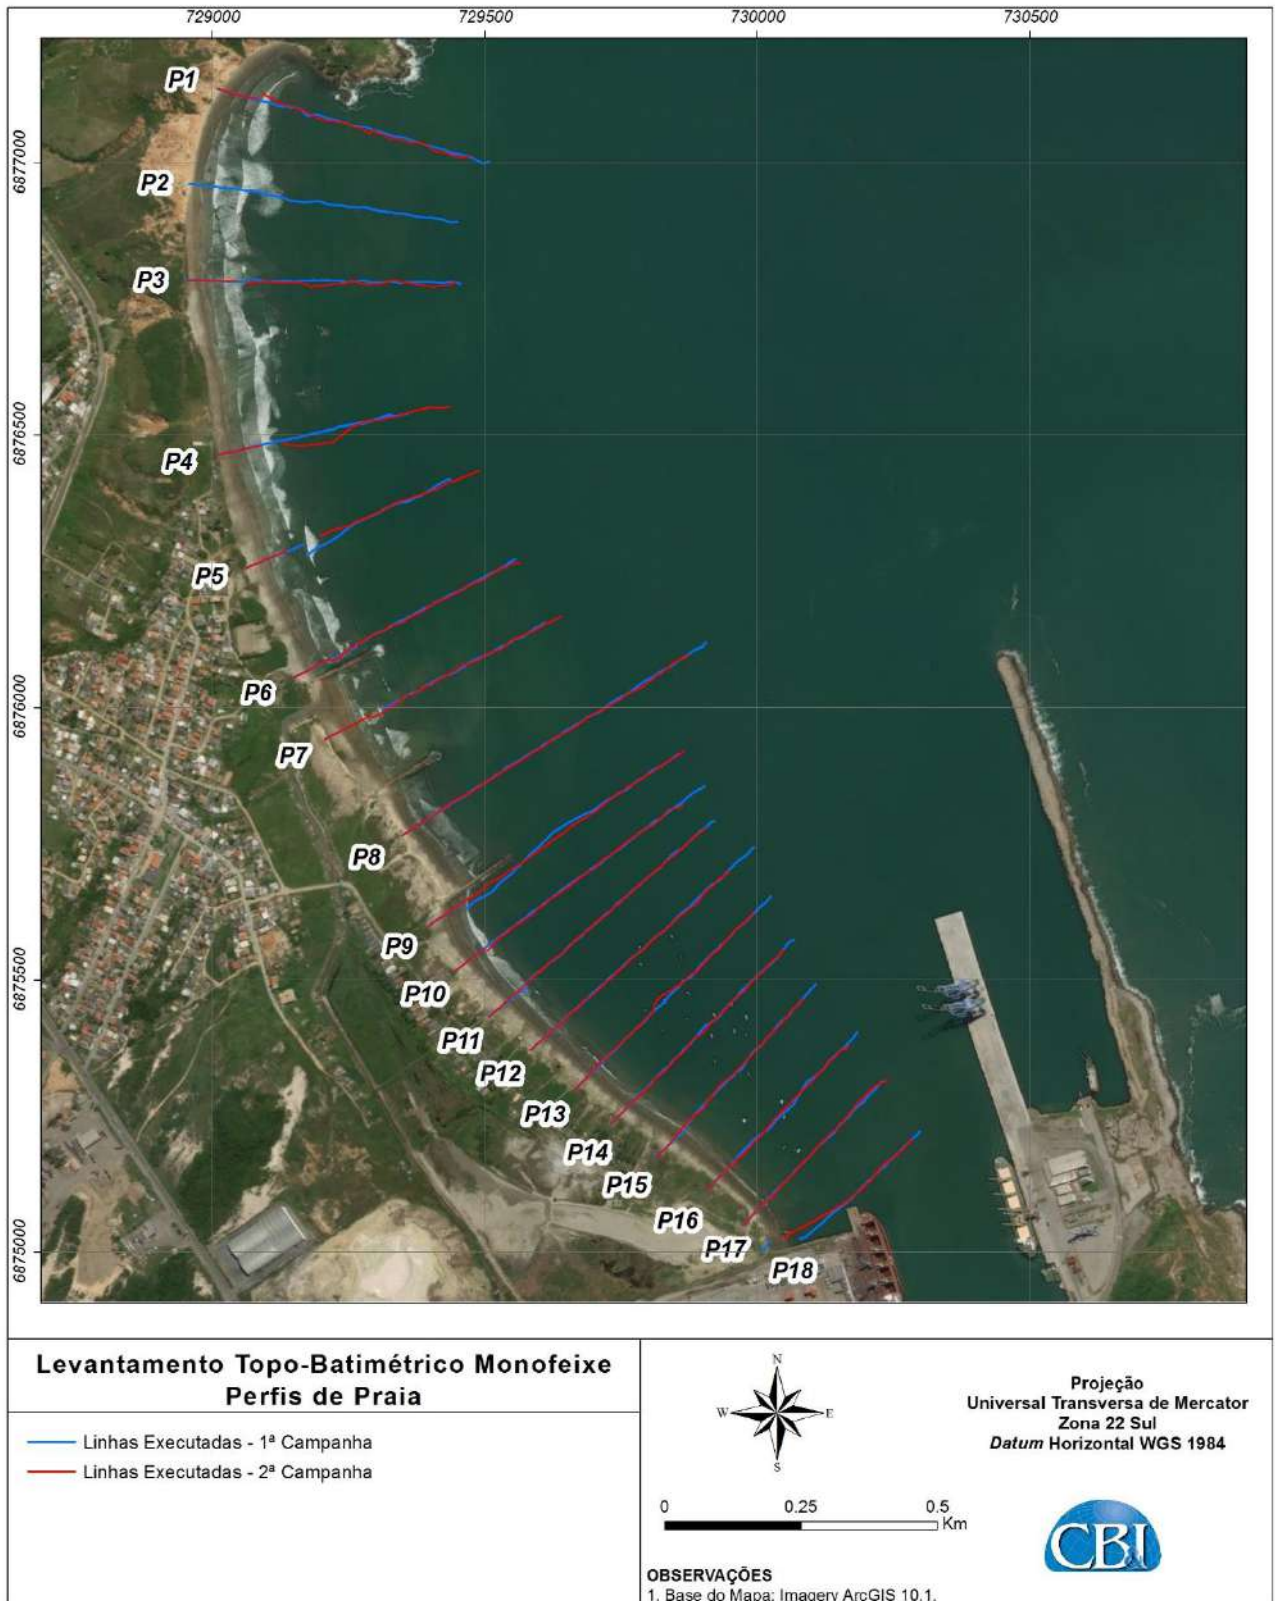 729000 729500 730000 730500
6877000
6876500
6876000
6875500
6875000
P1
P2
P3
P4
P5
P6
P7
P8
P9
P10
P11
P12
P13
P14
P15
P16
P17
P18
Levantamento Topo-Batimétrico Monofeixe
Perfis de Praia
Linhas Executadas - 1ª Campanha
Linhas Executadas - 2ª Campanha
N
W E
S
0 0.25 0.5
Km
Projeção
Universal Transversa de Mercator
Zona 22 Sul
Datum Horizontal WGS 1984
CB&I
OBSERVAÇÕES
1. Base do Mapa: Imagery ArcGIS 10.1.